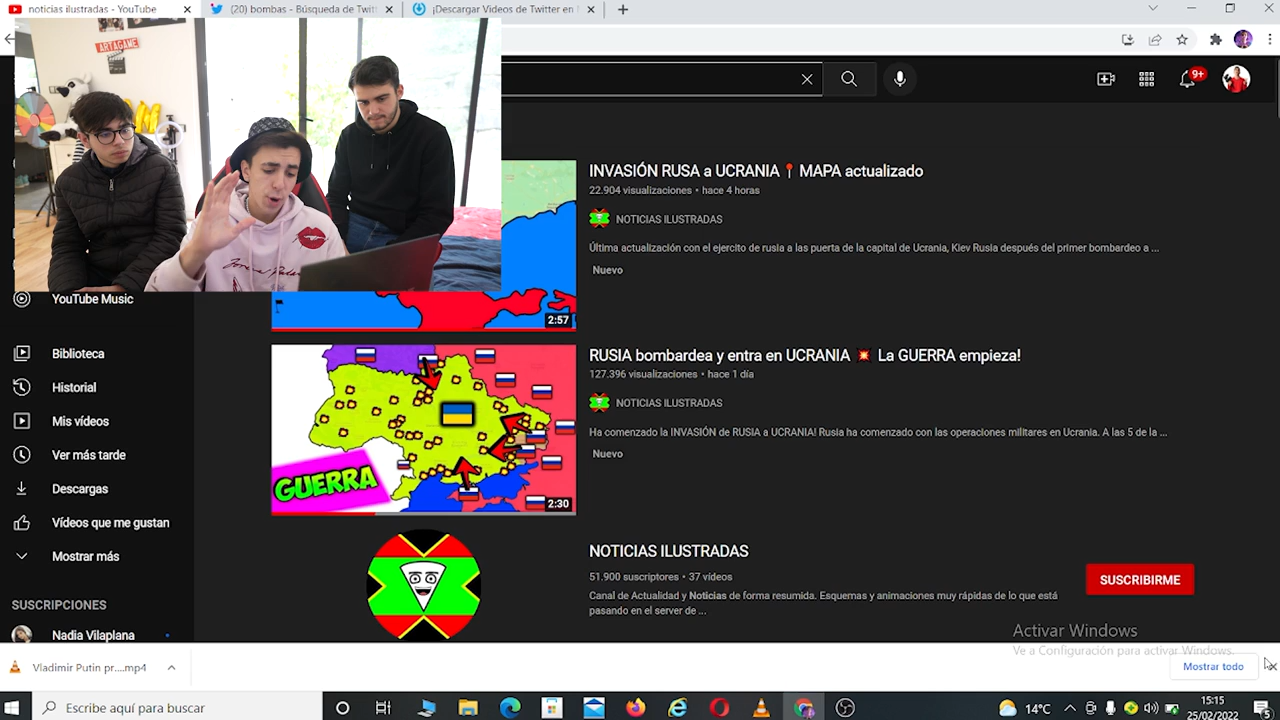 noticias ilustradas - YouTube
(20) bombas - Búsqueda de Twitt
¡Descargar Videos de Twitter en
ARTAGAME
9+
INVASIÓN RUSA a UCRANIA📍MAPA actualizado
22.904 visualizaciones • hace 4 horas
NOTICIAS ILUSTRADAS
Última actualización con el ejercito de rusia a las puerta de la capital de Ucrania, Kiev Rusia después del primer bombardeo a ...
Nuevo
2:57
YouTube Music
Biblioteca
Historial
Mis vídeos
Ver más tarde
Descargas
Vídeos que me gustan
Mostrar más
SUSCRIPCIONES
Nadia Vilaplana
GUERRA
2:30
RUSIA bombardea y entra en UCRANIA 💥 La GUERRA empieza!
127.396 visualizaciones • hace 1 día
NOTICIAS ILUSTRADAS
Ha comenzado la INVASIÓN de RUSIA a UCRANIA! Rusia ha comenzado con las operaciones militares en Ucrania. A las 5 de la ...
Nuevo
NOTICIAS ILUSTRADAS
51.900 suscriptores • 37 vídeos
Canal de Actualidad y Noticias de forma resumida. Esquemas y animaciones muy rápidas de lo que está
pasando en el server de ...
SUSCRIBIRME
Activar Windows
Ve a Configuración para activar Windows.
Vladimir Putin pr....mp4
Mostrar todo
Escribe aquí para buscar
14°C
15:15
25/02/2022
5